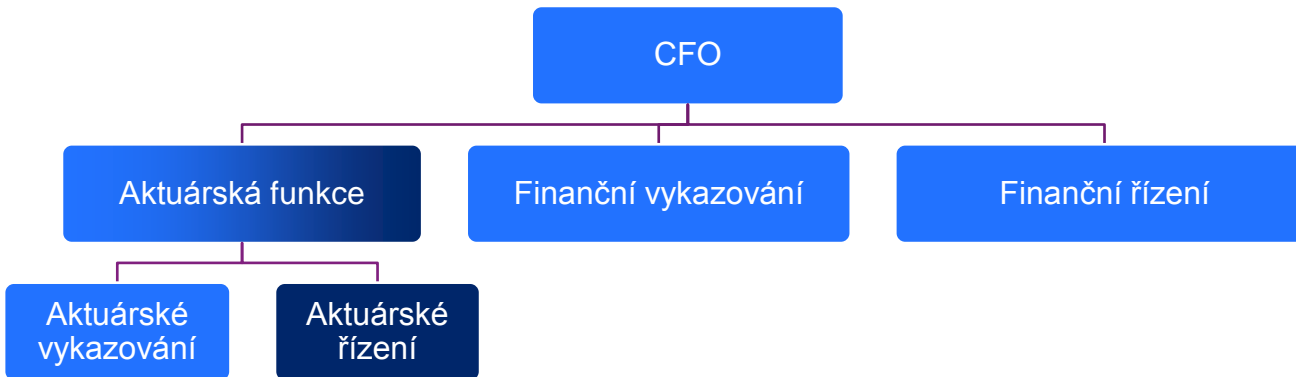 CFO
Aktuárská funkce
Finanční vykazování
Finanční řízení
Aktuárské
vykazování
Aktuárské
řízení